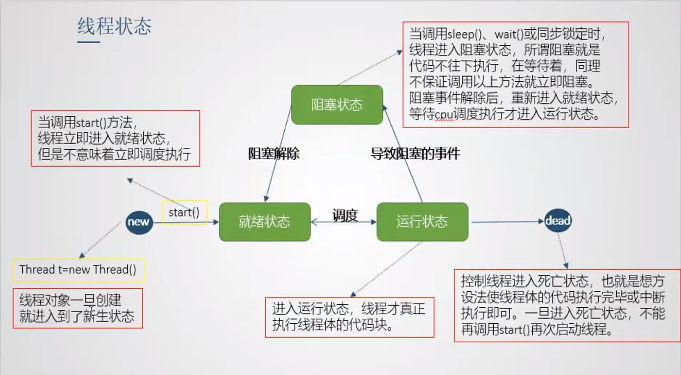 线程状态
当调用sleep()、wait()或同步锁定时,
线程进入阻塞状态，所谓阻塞就是
代码不往下执行，在等待着，同理
不保证调用以上方法就立即阻塞。
阻塞事件解除后，重新进入就绪状态，
等待cpu调度执行才进入运行状态。
当调用start()方法，
线程立即进入就绪状态，
但是不意味着立即调度执行
阻塞状态
阻塞解除
导致阻塞的事件
new
start()
就绪状态
调度
运行状态
dead
Thread t=new Thread()
线程对象一旦创建
就进入到了新生状态
进入运行状态，线程才真正
执行线程体的代码块。
控制线程进入死亡状态，也就是想方
设法使线程体的代码执行完毕或中断
执行即可。一旦进入死亡状态，不能
再调用start()再次启动线程。